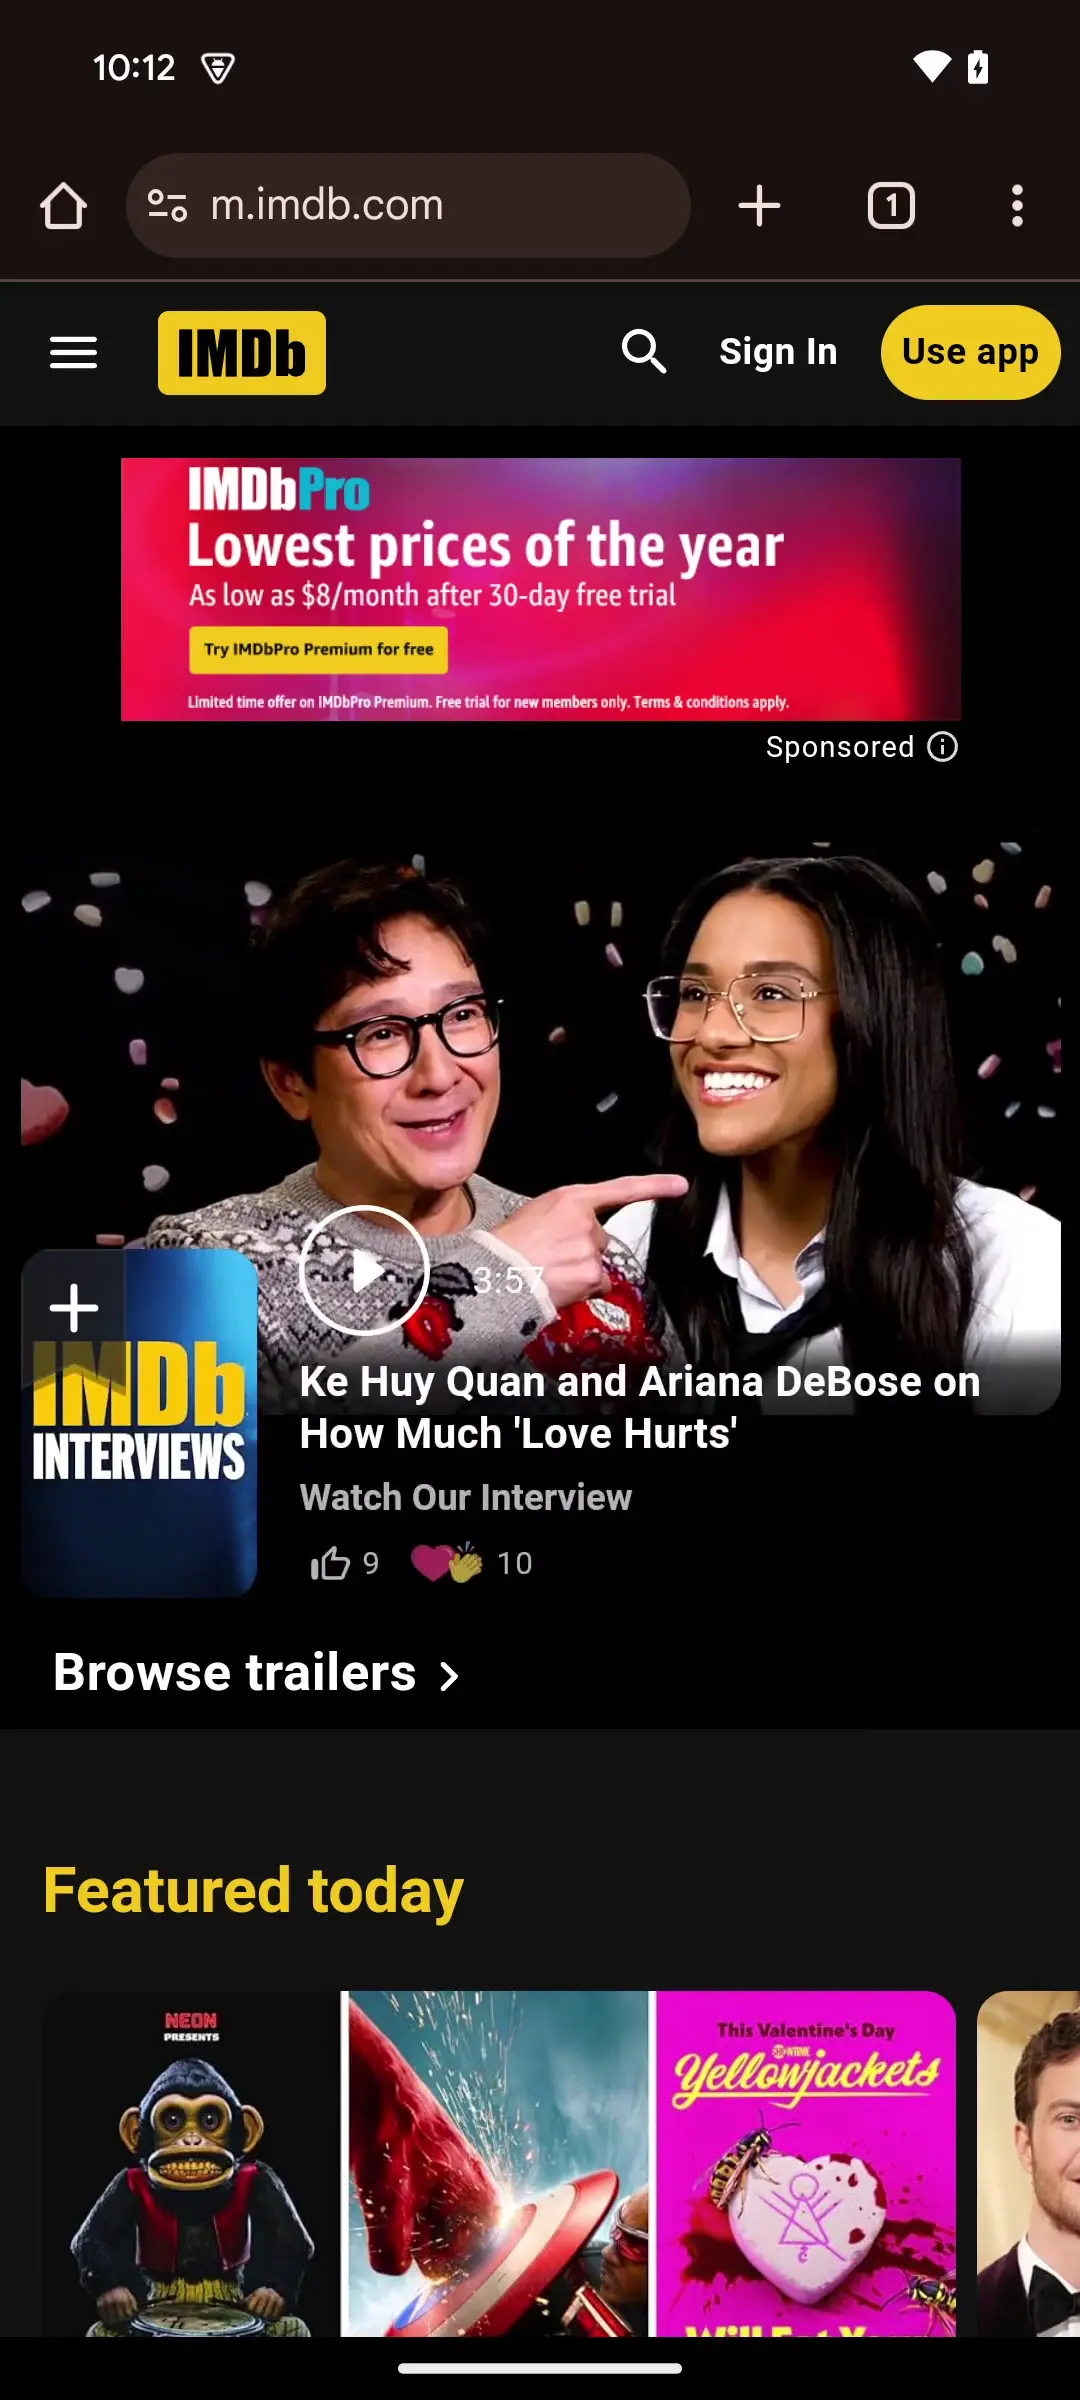 10:12
m.imdb.com
1
IMDb
Sign In
Use app
IMDbPro
Lowest prices of the year
As low as $8/month after 30-day free trial
Try IMDbPro Premium for free
Limited time offer on IMDbPro Premium. Free trial for new members only. Terms & conditions apply.
Sponsored
3:57
IMDb
INTERVIEWS
Ke Huy Quan and Ariana DeBose on
How Much 'Love Hurts'
Watch Our Interview
9
10
Browse trailers
Featured today
NEON
PRESENTS
This Valentine's Day
SHOWTIME
Yellowjackets